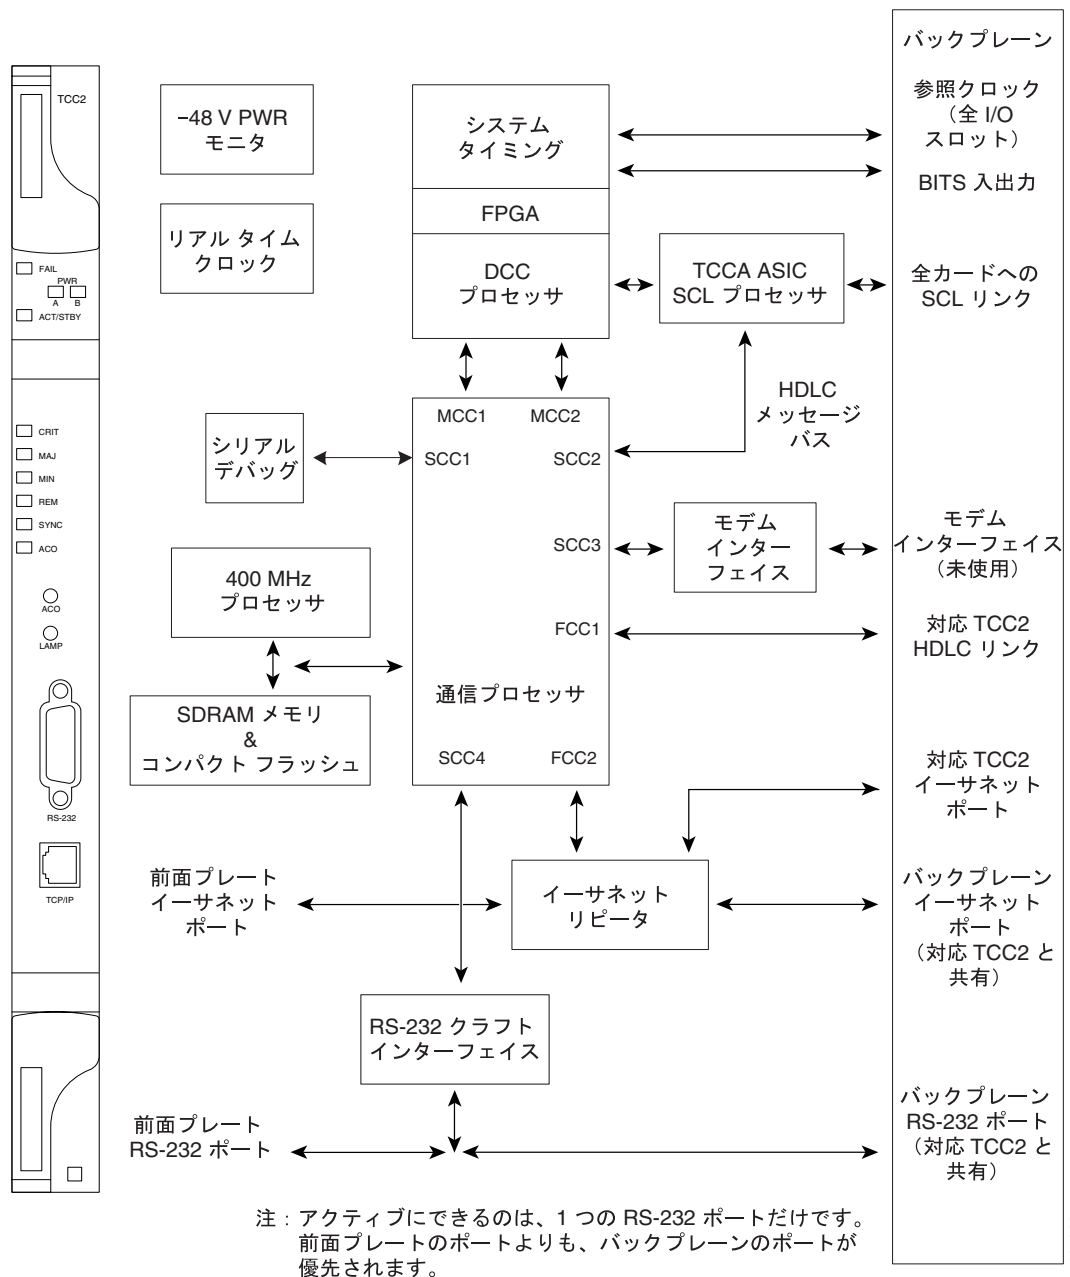 TCC2
FAIL
PWR
A B
ACT/STBY
CRIT
MAJ
MIN
REM
SYNC
ACO
ACO
LAMP
RS-232
TCP/IP
−48 V PWR
モニタ
リアル タイム
クロック
システム
タイミング
FPGA
DCC
プロセッサ
TCCA ASIC
SCL プロセッサ
HDLC
メッセージ
バス
MCC1 MCC2
SCC1 SCC2
SCC3
FCC1
通信プロセッサ
SCC4 FCC2
シリアル
デバッグ
400 MHz
プロセッサ
SDRAM メモリ
&
コンパクト フラッシュ
モデム
インター
フェイス
前面プレート
イーサネット
ポート
イーサネット
リピータ
RS-232 クラフト
インターフェイス
前面プレート
RS-232 ポート
バックプレーン
参照クロック
（全 I/O
スロット）
BITS 入出力
全カードへの
SCL リンク
モデム
インターフェイス
（未使用）
対応 TCC2
HDLC リンク
対応 TCC2
イーサネット
ポート
バックプレーン
イーサネット
ポート
（対応 TCC2 と
共有）
バックプレーン
RS-232 ポート
（対応 TCC2 と
共有）
注 : アクティブにできるのは、1 つの RS-232 ポートだけです。
前面プレートのポートよりも、バックプレーンのポートが
優先されます。